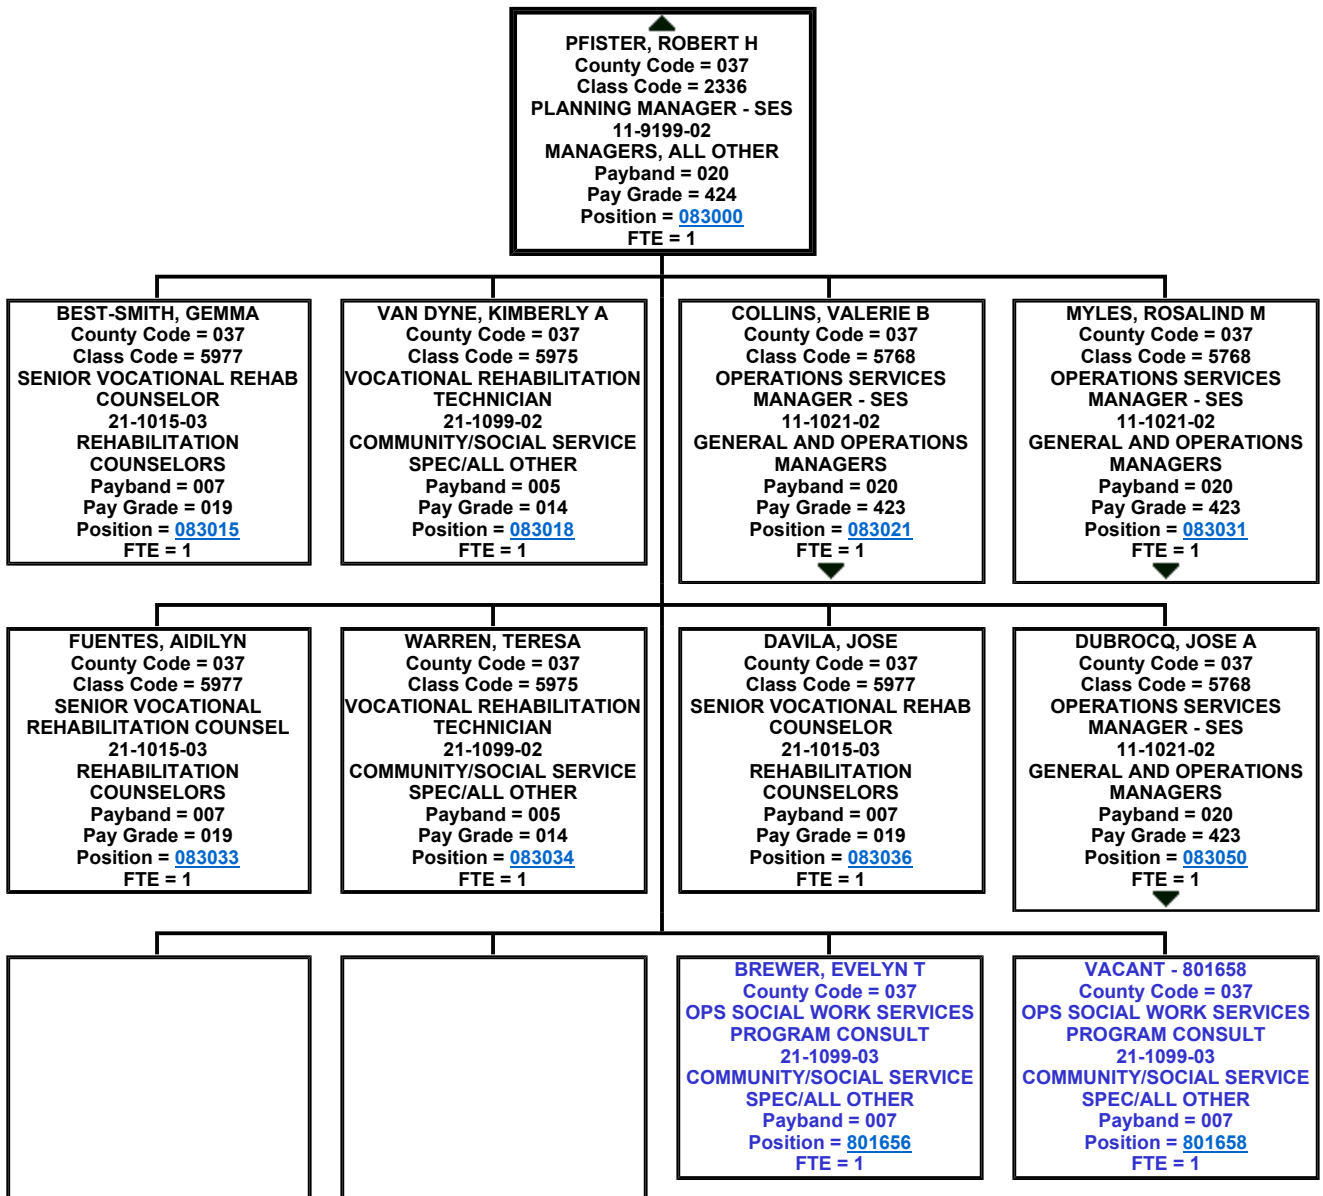 PFISTER, ROBERT H
County Code = 037
Class Code = 2336
PLANNING MANAGER - SES
11-9199-02
MANAGERS, ALL OTHER
Payband = 020
Pay Grade = 424
Position = 083000
FTE = 1
BEST-SMITH, GEMMA
County Code = 037
Class Code = 5977
SENIOR VOCATIONAL REHAB
COUNSELOR
21-1015-03
REHABILITATION
COUNSELORS
Payband = 007
Pay Grade = 019
Position = 083015
FTE = 1
VAN DYNE, KIMBERLY A
County Code = 037
Class Code = 5975
VOCATIONAL REHABILITATION
TECHNICIAN
21-1099-02
COMMUNITY/SOCIAL SERVICE
SPEC/ALL OTHER
Payband = 005
Pay Grade = 014
Position = 083018
FTE = 1
COLLINS, VALERIE B
County Code = 037
Class Code = 5768
OPERATIONS SERVICES
MANAGER - SES
11-1021-02
GENERAL AND OPERATIONS
MANAGERS
Payband = 020
Pay Grade = 423
Position = 083021
FTE = 1
MYLES, ROSALIND M
County Code = 037
Class Code = 5768
OPERATIONS SERVICES
MANAGER - SES
11-1021-02
GENERAL AND OPERATIONS
MANAGERS
Payband = 020
Pay Grade = 423
Position = 083031
FTE = 1
FUENTES, AIDILYN
County Code = 037
Class Code = 5977
SENIOR VOCATIONAL
REHABILITATION COUNSEL
21-1015-03
REHABILITATION
COUNSELORS
Payband = 007
Pay Grade = 019
Position = 083033
FTE = 1
WARREN, TERESA
County Code = 037
Class Code = 5975
VOCATIONAL REHABILITATION
TECHNICIAN
21-1099-02
COMMUNITY/SOCIAL SERVICE
SPEC/ALL OTHER
Payband = 005
Pay Grade = 014
Position = 083034
FTE = 1
DAVILA, JOSE
County Code = 037
Class Code = 5977
SENIOR VOCATIONAL REHAB
COUNSELOR
21-1015-03
REHABILITATION
COUNSELORS
Payband = 007
Pay Grade = 019
Position = 083036
FTE = 1
DUBROCQ, JOSE A
County Code = 037
Class Code = 5768
OPERATIONS SERVICES
MANAGER - SES
11-1021-02
GENERAL AND OPERATIONS
MANAGERS
Payband = 020
Pay Grade = 423
Position = 083050
FTE = 1
BREWER, EVELYN T
County Code = 037
OPS SOCIAL WORK SERVICES
PROGRAM CONSULT
21-1099-03
COMMUNITY/SOCIAL SERVICE
SPEC/ALL OTHER
Payband = 007
Position = 801656
FTE = 1
VACANT - 801658
County Code = 037
OPS SOCIAL WORK SERVICES
PROGRAM CONSULT
21-1099-03
COMMUNITY/SOCIAL SERVICE
SPEC/ALL OTHER
Payband = 007
Position = 801658
FTE = 1